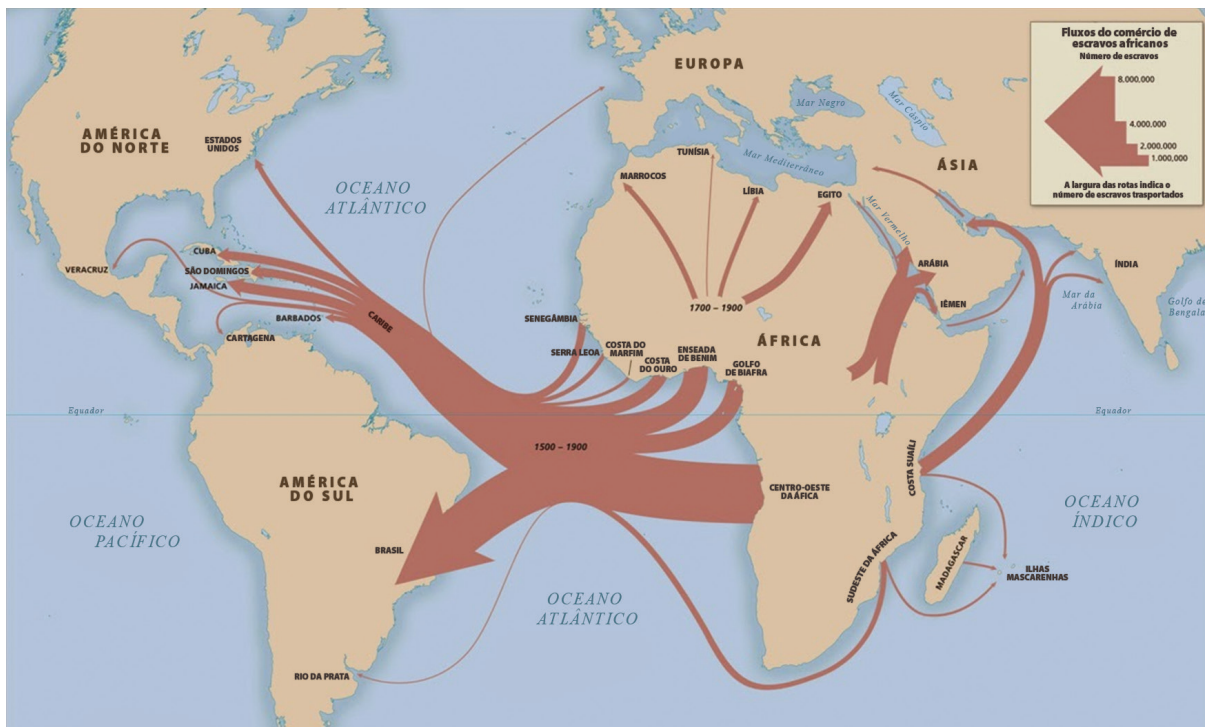 Fluxos do comércio de
escravos africanos
Número de escravos
8.000.000
4.000.000
2.000.000
1.000.000
A largura das rotas indica o
número de escravos trasportados
EUROPA
Mar Negro
Mar Cáspio
ÁSIA
AMÉRICA
DO NORTE
ESTADOS
UNIDOS
OCEANO
ATLÂNTICO
TUNÍSIA
Mar Mediterrâneo
MARROCOS
LÍBIA
EGITO
Mar Vermelho
CUBA
SÃO DOMINGOS
JAMAICA
VERACRUZ
BARBADOS
CARIBE
CARTAGENA
1700 – 1900
ARÁBIA
IÊMEN
ÍNDIA
Mar da
Arábia
Golfo de
Bengala
SENEGÂMBIA
SERRA LEOA
COSTA DO
MARFIM
COSTA
DO OURO
ENSEADA
DE BENIM
GOLFO
DE BIAFRA
ÁFRICA
Equador
Equador
1500 – 1900
AMÉRICA
DO SUL
CENTRO-OESTE
DA ÁFICA
COSTA SUAÍLI
OCEANO
ÍNDICO
OCEANO
PACÍFICO
BRASIL
SUDESTE DA ÁFRICA
MADAGASCAR
ILHAS
MASCARENHAS
OCEANO
ATLÂNTICO
RIO DA PRATA